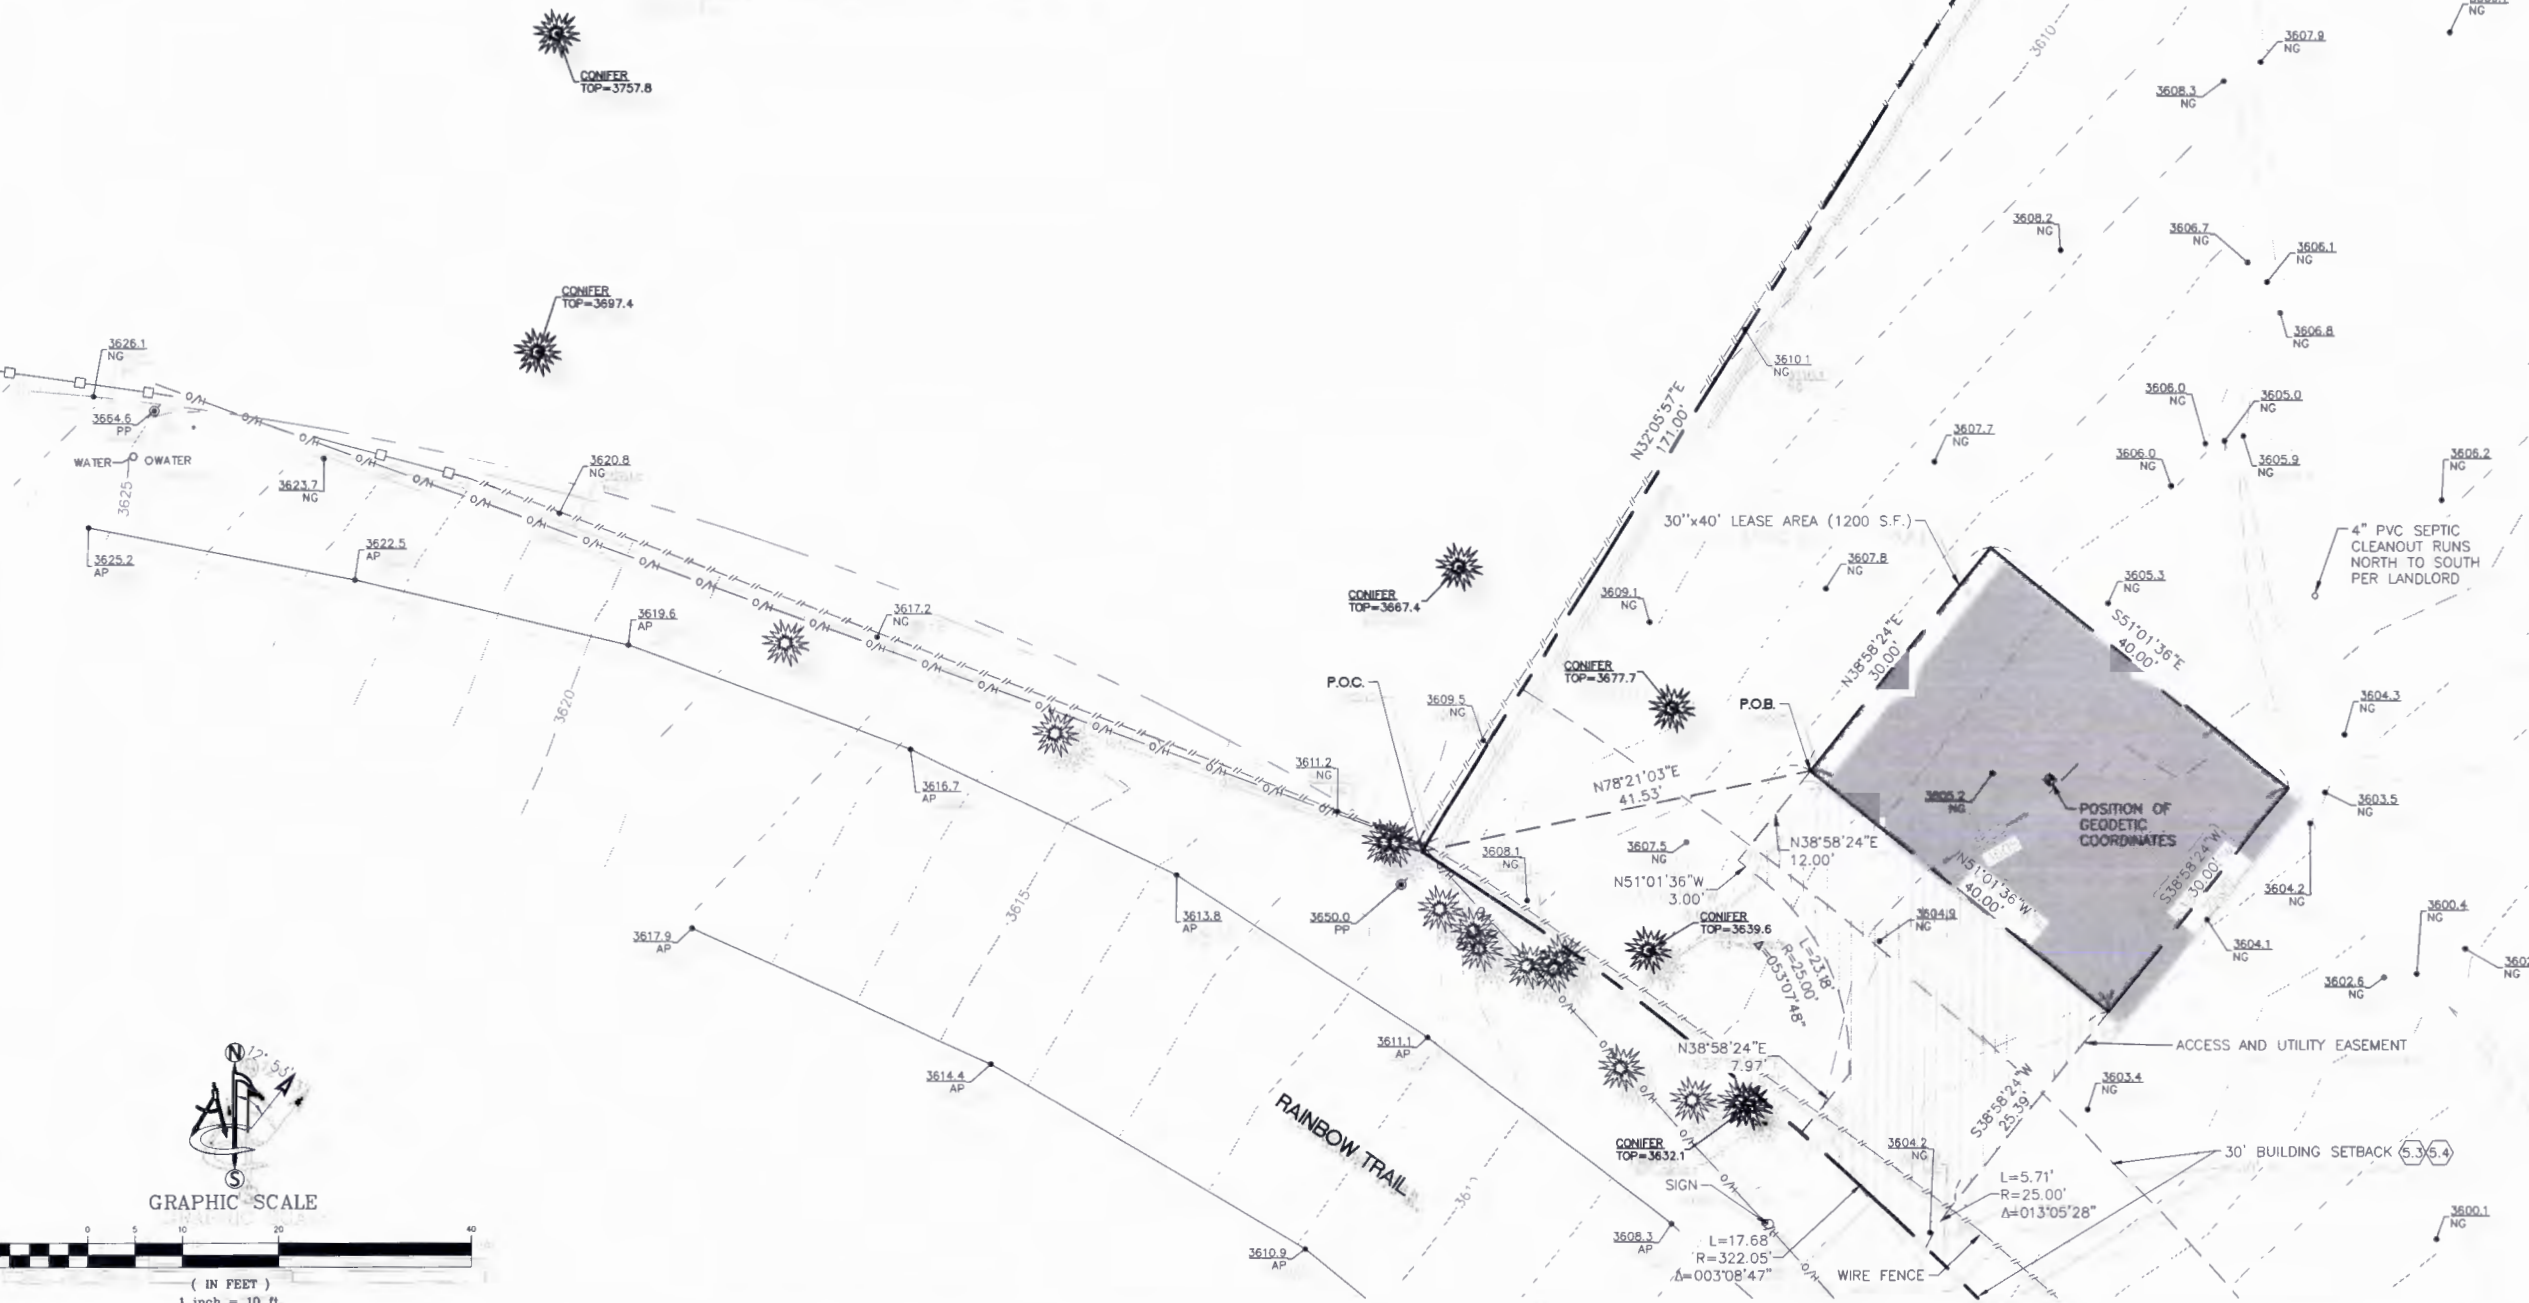 NG
3607.9
NG
3608.3
NG
3610
CONIFER
TOP=3757.8
3608.2
NG
3606.7
NG
3606.1
NG
CONIFER
TOP=3697.4
3606.8
NG
3626.1
NG
3610.1
NG
N32°05'57"E
171.00'
3664.6
PP
WATER
OWATER
3625
3623.7
NG
3620.8
NG
3607.7
NG
3606.0
NG
3605.0
NG
3606.0
NG
3605.9
NG
3606.2
NG
30''x40' LEASE AREA (1200 S.F.)
4" PVC SEPTIC
CLEANOUT RUNS
NORTH TO SOUTH
PER LANDLORD
3625.2
AP
3622.5
AP
3619.6
AP
3617.2
NG
CONIFER
TOP=3667.4
3609.1
NG
3607.8
NG
3605.3
NG
N38°58'24"E
30.00'
S51°01'36"E
40.00'
3620
P.O.C.
3609.5
NG
CONIFER
TOP=3677.7
P.O.B.
3604.3
NG
3611.2
NG
N78°21'03"E
41.53'
3616.7
AP
3605.2
NG
POSITION OF
GEODETIC
COORDINATES
3603.5
NG
3608.1
NG
3607.5
NG
N38°58'24"E
12.00'
N51°01'36"W
3.00'
N51°01'36"W
40.00'
S38°58'24"W
30.00'
3604.2
NG
3615
3613.8
AP
3650.0
PP
CONIFER
TOP=3639.6
3604.9
NG
3604.1
NG
3600.4
NG
3617.9
AP
L=23.18'
R=25.00'
Δ=053°07'48"
3602.6
NG
NG
3611.1
AP
3614.4
AP
N38°58'24"E
7.97'
ACCESS AND UTILITY EASEMENT
3603.4
NG
S38°58'24"W
25.39'
RAINBOW TRAIL
CONIFER
TOP=3632.1
3604.2
NG
30' BUILDING SETBACK 5.3 5.4
SIGN
L=5.71'
R=25.00'
Δ=013°05'28"
3600.1
NG
3610.9
AP
3608.3
AP
L=17.68'
R=322.05'
Δ=003°08'47"
WIRE FENCE
N
S
GRAPHIC SCALE
0 5 10 20 40
( IN FEET )
1 inch = 10 ft.